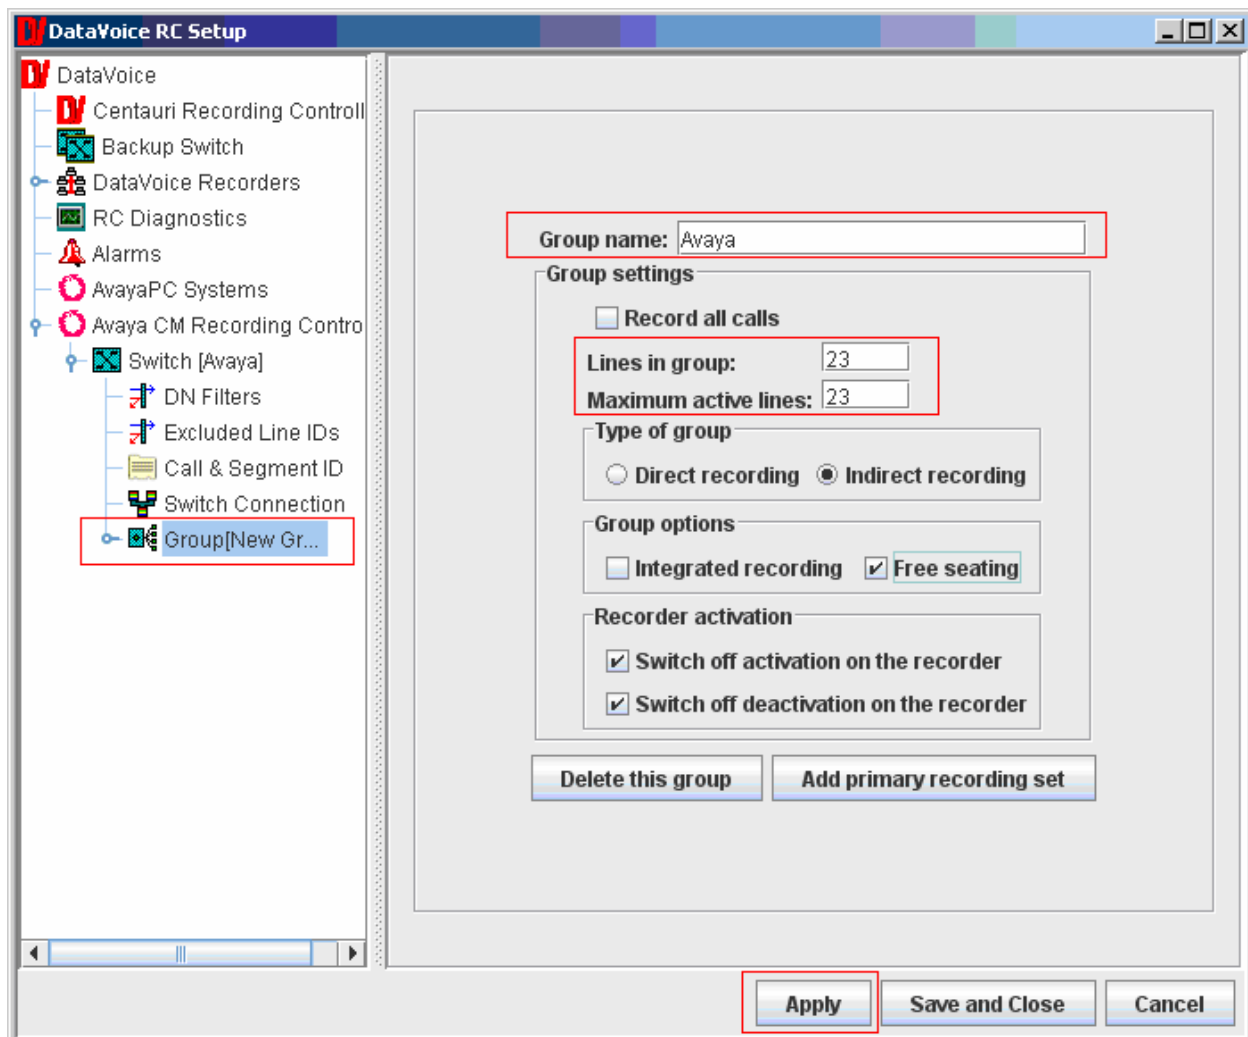 DataVoice RC Setup
DataVoice
Centauri Recording Controll
Backup Switch
DataVoice Recorders
RC Diagnostics
Alarms
AvayaPC Systems
Avaya CM Recording Contro
Switch [Avaya]
DN Filters
Excluded Line IDs
Call & Segment ID
Switch Connection
Group[New Gr...
Group name: Avaya
Group settings
Record all calls
Lines in group: 23
Maximum active lines: 23
Type of group
Direct recording Indirect recording
Group options
Integrated recording Free seating
Recorder activation
Switch off activation on the recorder
Switch off deactivation on the recorder
Delete this group Add primary recording set
Apply Save and Close Cancel